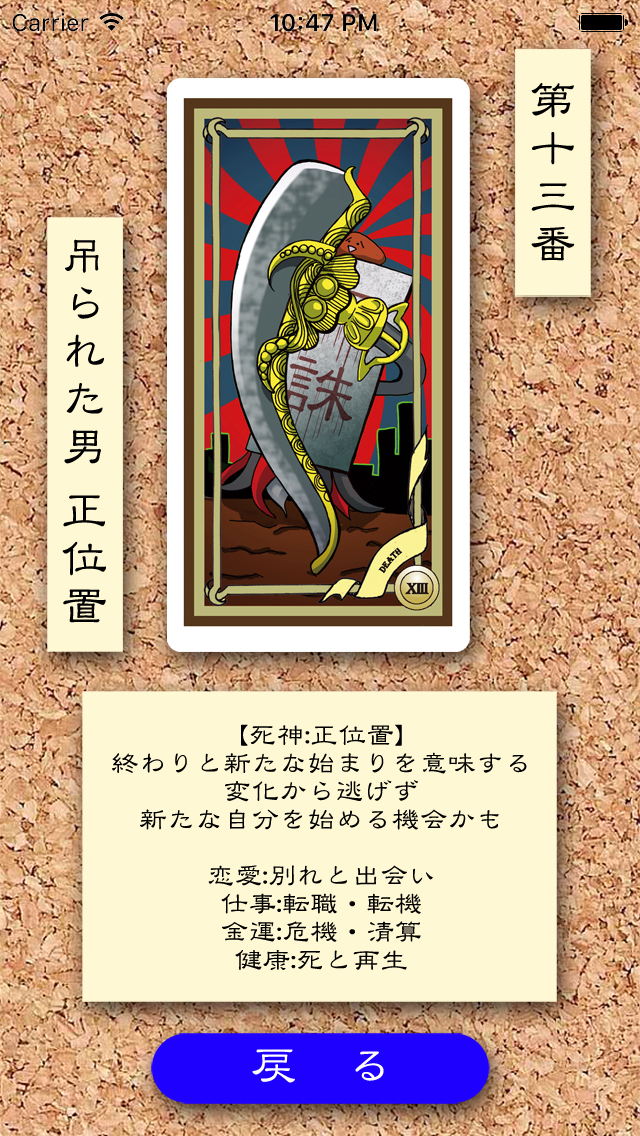 Carrier 10:47 PM
第十三番
吊られた男 正位置
誅
DEATH
XIII
【死神:正位置】
終わりと新たな始まりを意味する
変化から逃げず
新たな自分を始める機会かも
恋愛:別れと出会い
仕事:転職・転機
金運:危機・清算
健康:死と再生
戻 る